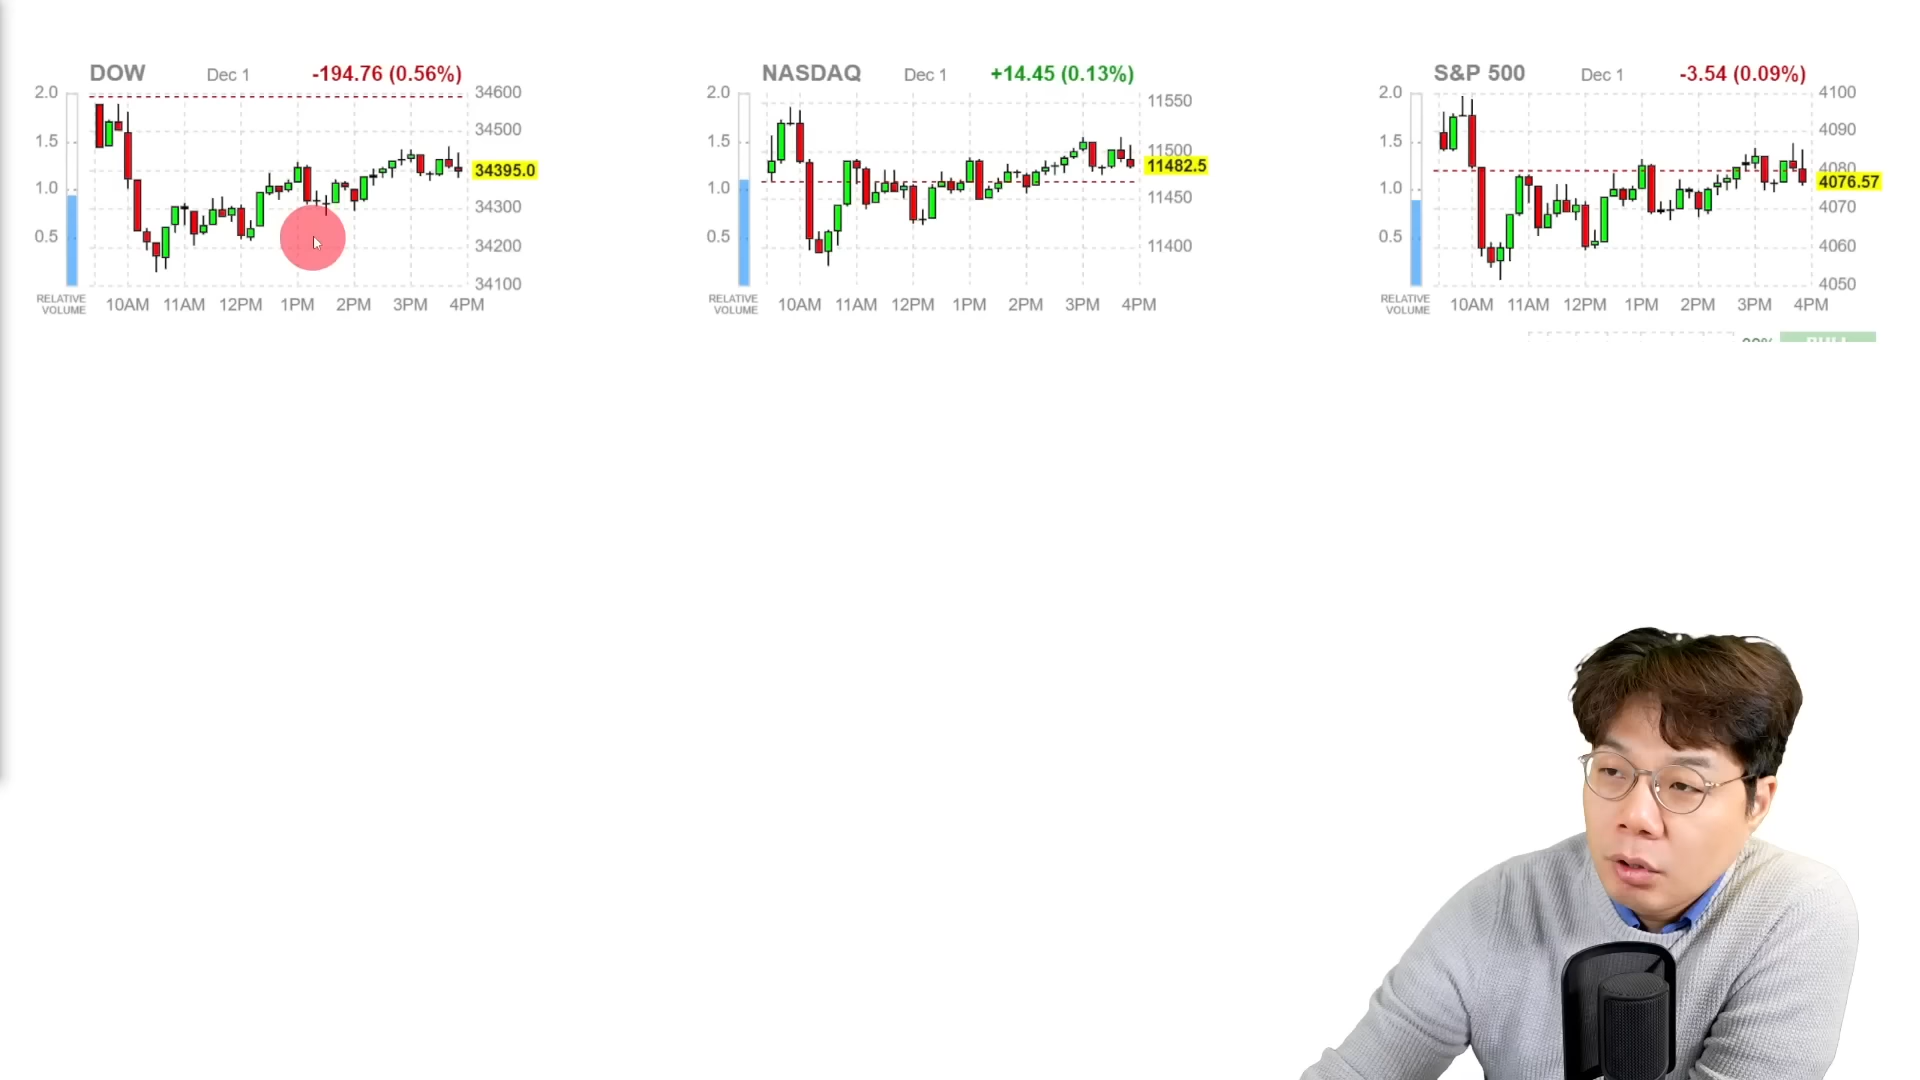 DOW Dec 1 -194.76 (0.56%)
2.0
1.5
1.0
0.5
34600
34500
34395.0
34300
34200
34100
RELATIVE
VOLUME
10AM 11AM 12PM 1PM 2PM 3PM 4PM
NASDAQ Dec 1 +14.45 (0.13%)
2.0
1.5
1.0
0.5
11550
11500
11482.5
11450
11400
RELATIVE
VOLUME
10AM 11AM 12PM 1PM 2PM 3PM 4PM
S&P 500 Dec 1 -3.54 (0.09%)
2.0
1.5
1.0
0.5
4100
4090
4080
4076.57
4070
4060
4050
RELATIVE
VOLUME
10AM 11AM 12PM 1PM 2PM 3PM 4PM